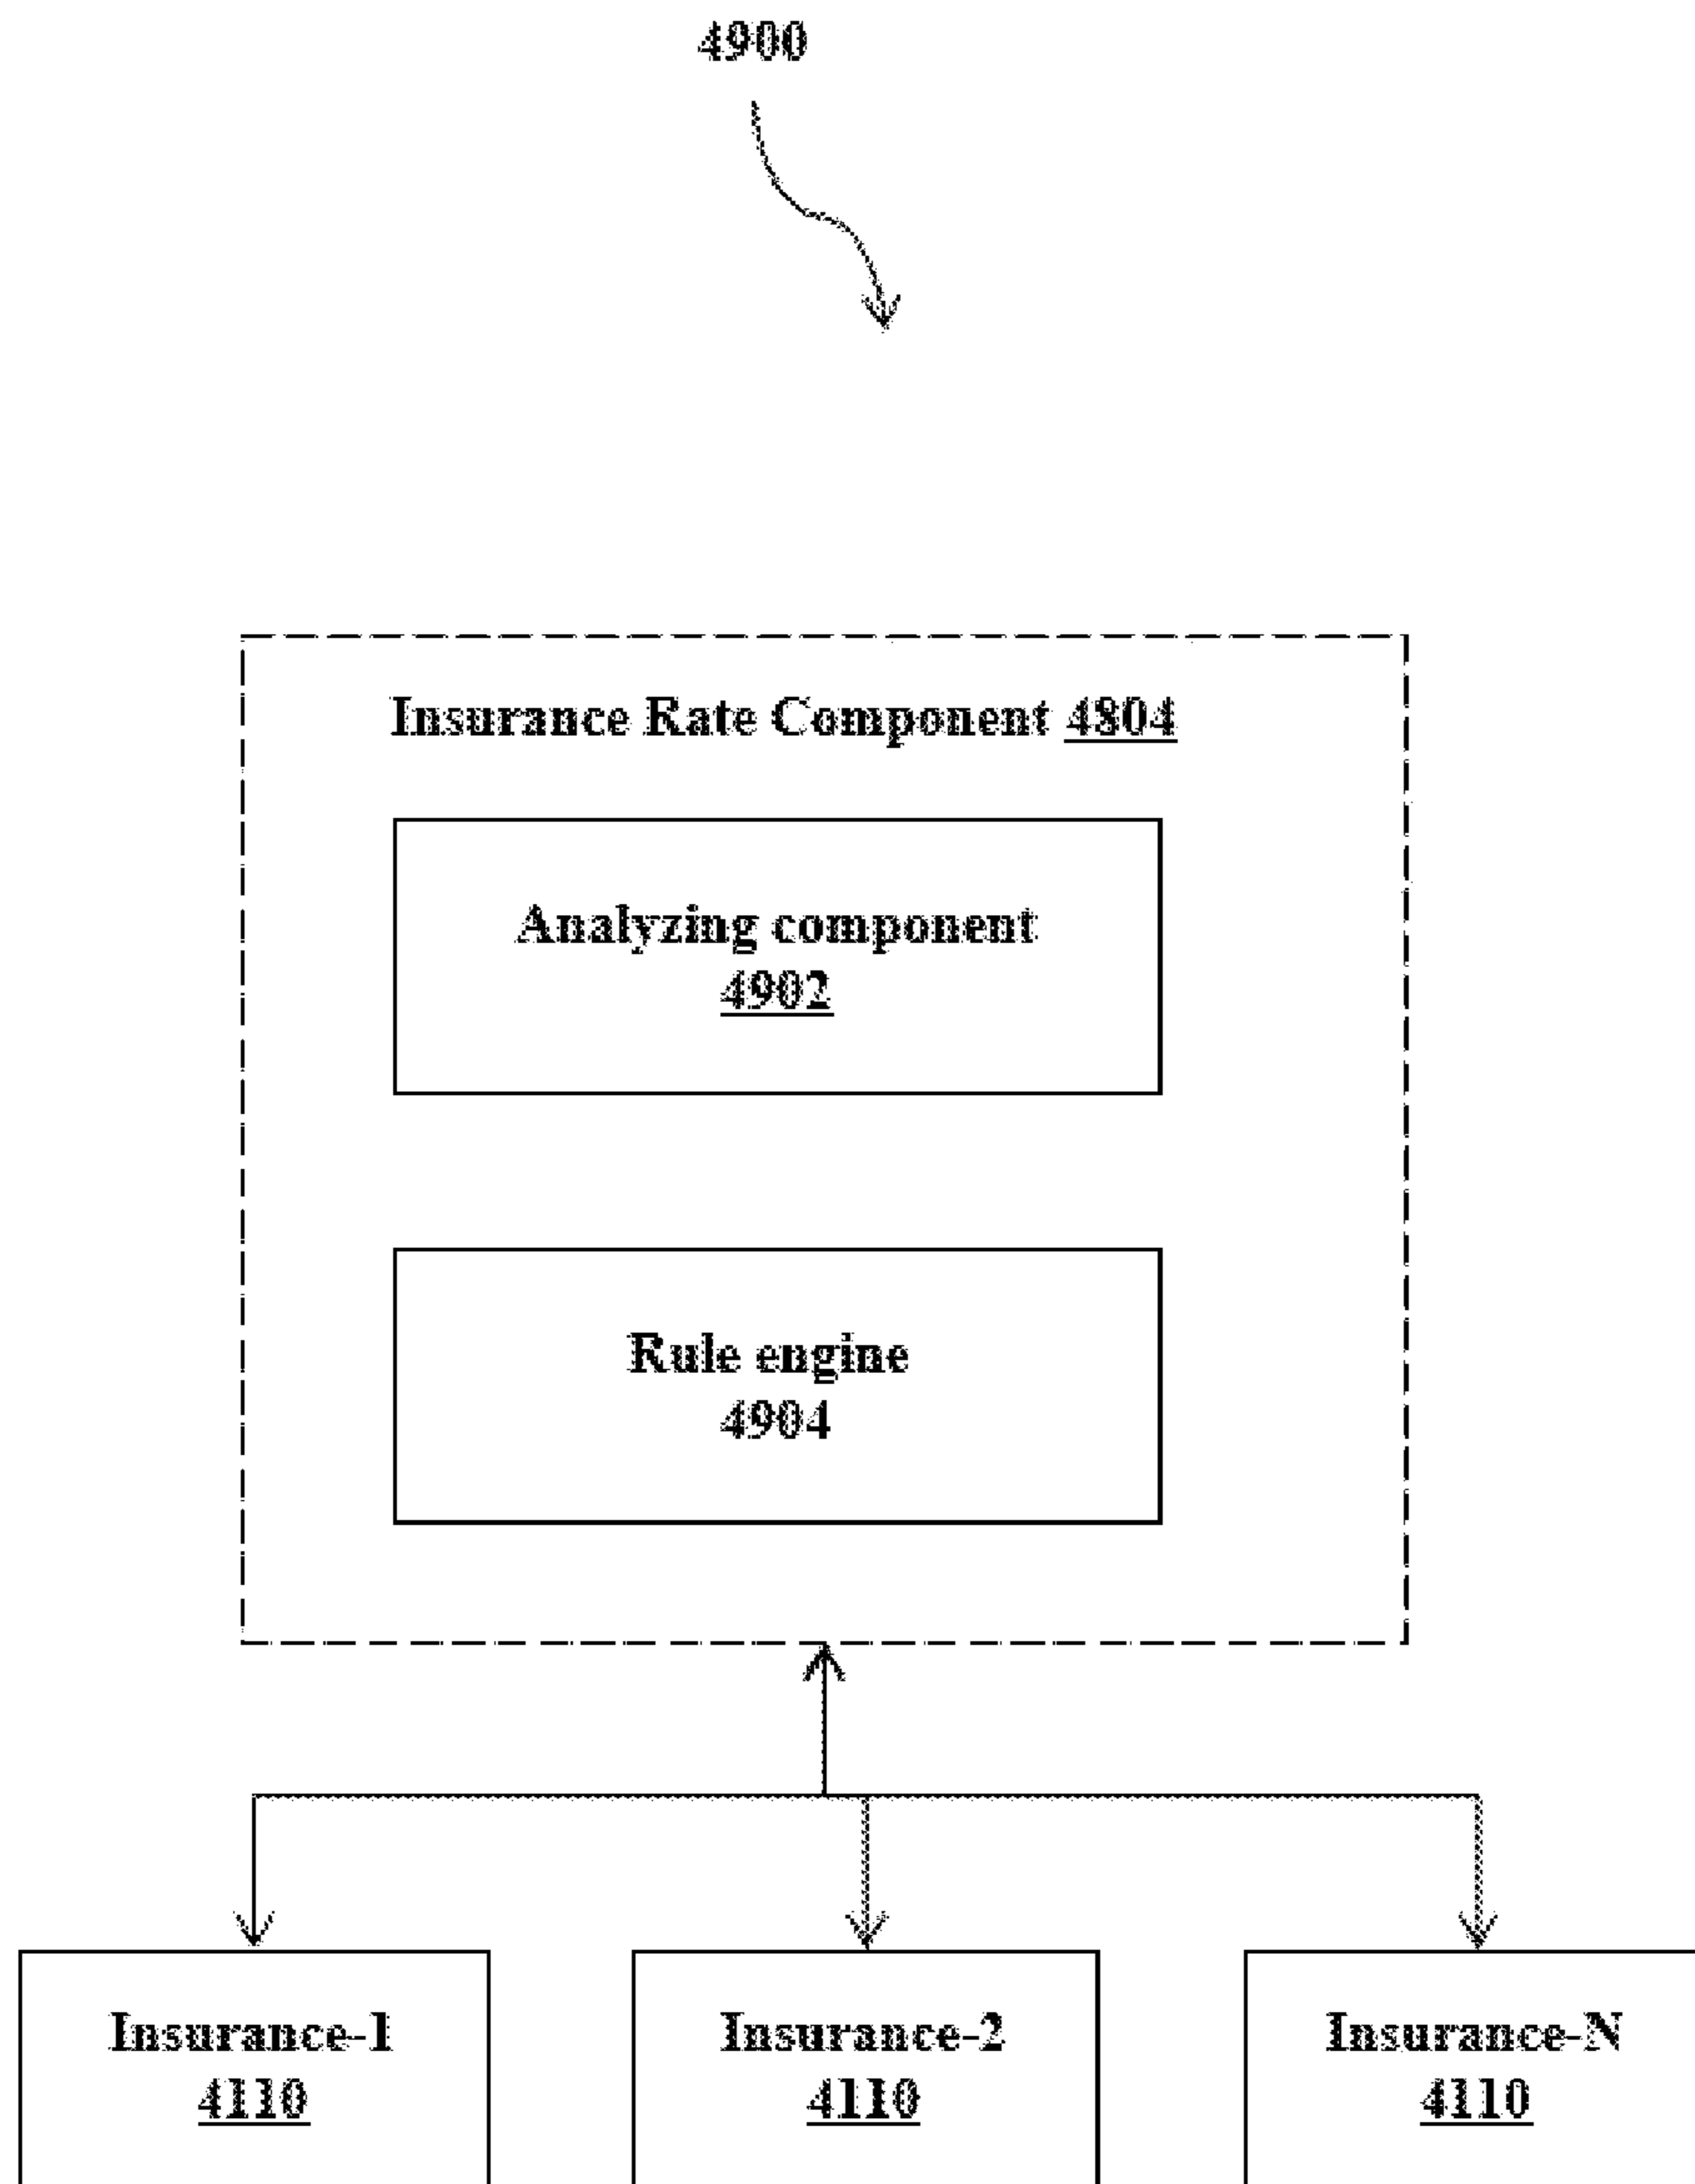 4900
Insurance Rate Component 4804
Analyzing component
4902
Rule engine
4904
Insurance-1
4110
Insurance-2
4110
Insurance-N
4110